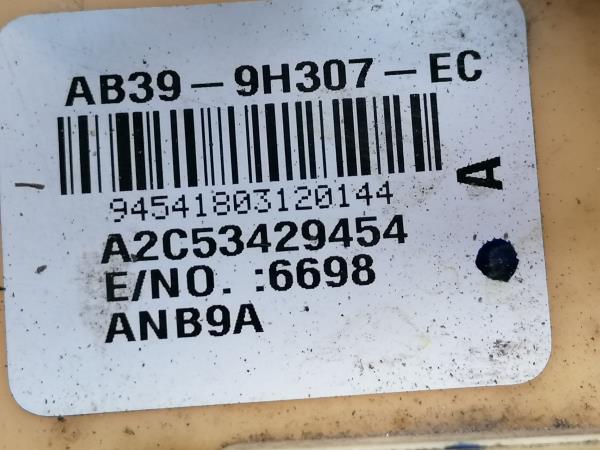 AB39-9H307-EC
94541803120144
A
A2C53429454
E/NO. :6698
ANB9A